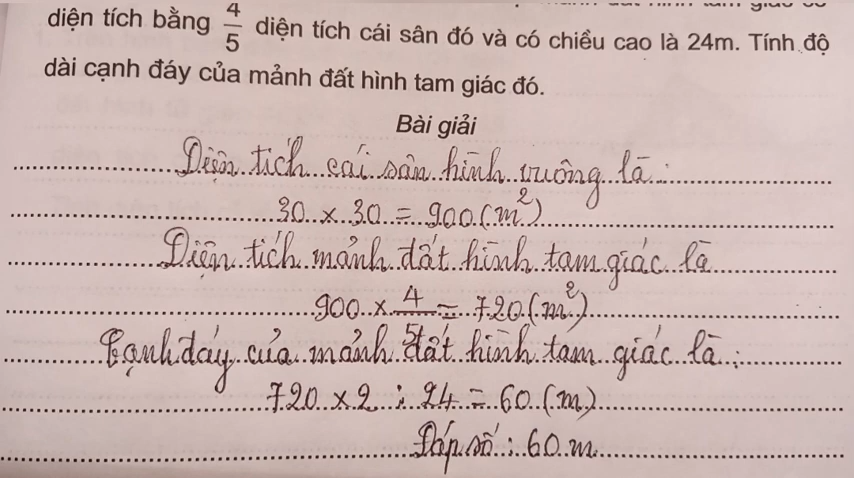 diện tích bằng 4/5 diện tích cái sân đó và có chiều cao là 24m. Tính độ
dài cạnh đáy của mảnh đất hình tam giác đó.
Bài giải
Diện tích cái sân hình vuông là:
30 x 30 = 900 (m²)
Diện tích mảnh đất hình tam giác là
900 x 4/5 = 720 (m²)
Cạnh đáy của mảnh đất hình tam giác là:
720 x 2 : 24 = 60 (m)
Đáp số: 60 m